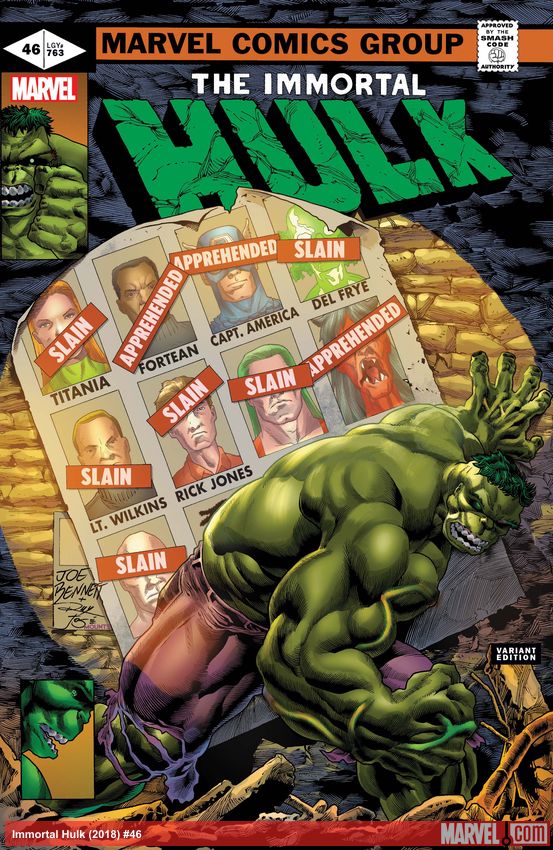 46
LGY#
763
MARVEL COMICS GROUP
APPROVED
BY THE
SMASH
CODE
AUTHORITY
MARVEL
THE IMMORTAL
HULK
SLAIN
TITANIA
APPREHENDED
FORTEAN
APPREHENDED
CAPT. AMERICA
SLAIN
DEL FRYE
SLAIN
LT. WILKINS
SLAIN
RICK JONES
SLAIN
APPREHENDED
SLAIN
JOE
BENNETT
VARIANT
EDITION
Immortal Hulk (2018) #46
MARVEL.COM